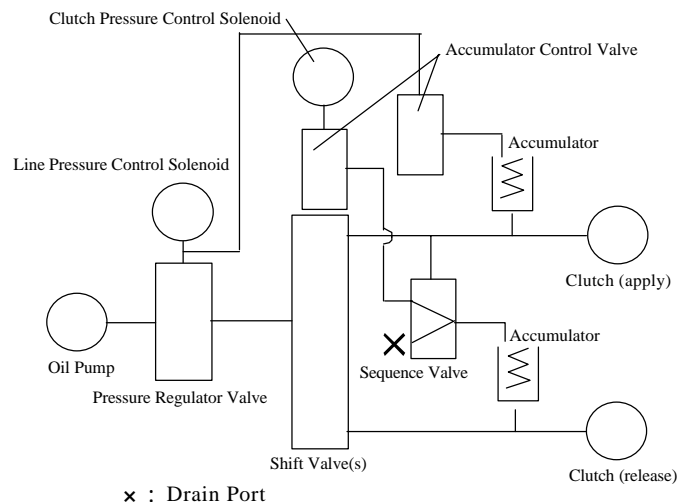 Clutch Pressure Control Solenoid
Accumulator Control Valve
Line Pressure Control Solenoid
Accumulator
Clutch (apply)
Oil Pump
Accumulator
Sequence Valve
Pressure Regulator Valve
Shift Valve(s)
Clutch (release)
× : Drain Port